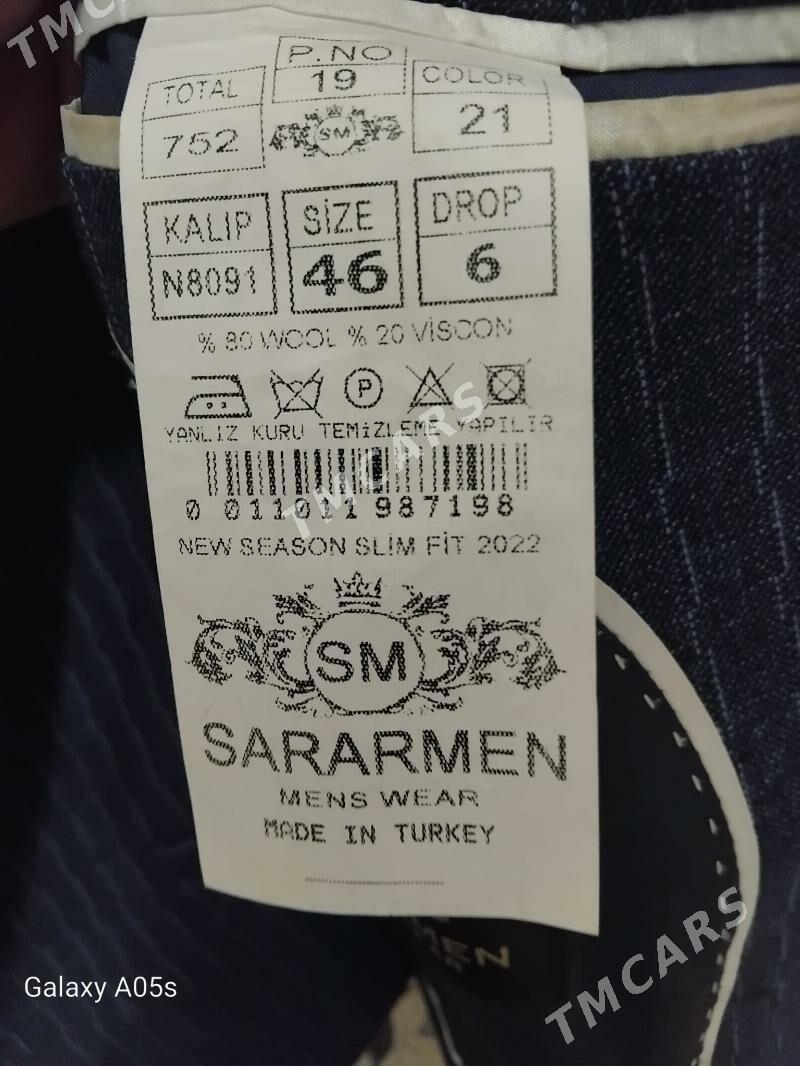 TMCARS
P.NO
19
TOTAL
752
COLOR
21
SM
KALIP
N8091
SİZE
46
DROP
6
% 80 WOOL % 20 VİSCON
P
YANLIZ KURU TEMİZLEME YAPILIR
TMCARS
0 011011 987198
NEW SEASON SLIM FİT 2022
SM
SARARMEN
MENS WEAR
MADE IN TURKEY
MEN
TMCARS
Galaxy A05s